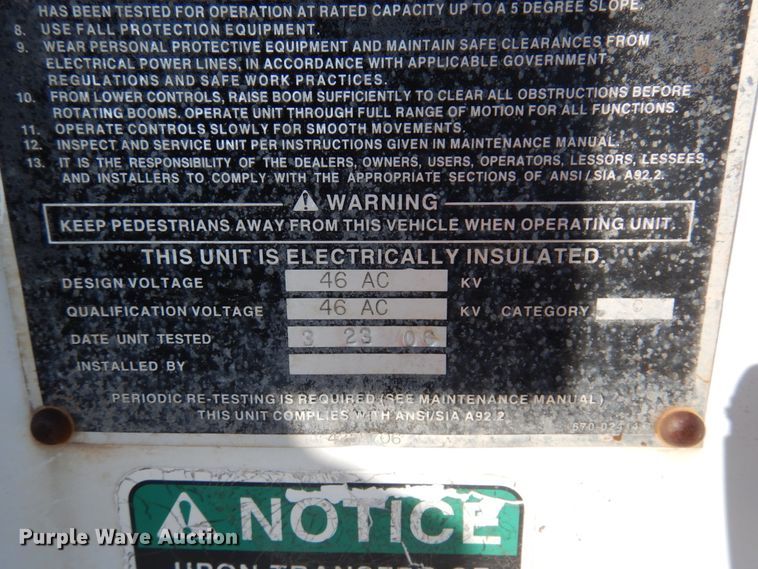 HAS BEEN TESTED FOR OPERATION AT RATED CAPACITY UP TO A 5 DEGREE SLOPE.
8. USE FALL PROTECTION EQUIPMENT.
9. WEAR PERSONAL PROTECTIVE EQUIPMENT AND MAINTAIN SAFE CLEARANCES FROM
ELECTRICAL POWER LINES, IN ACCORDANCE WITH APPLICABLE GOVERNMENT
REGULATIONS AND SAFE WORK PRACTICES.
10. FROM LOWER CONTROLS, RAISE BOOM SUFFICIENTLY TO CLEAR ALL OBSTRUCTIONS BEFORE
ROTATING BOOMS. OPERATE UNIT THROUGH FULL RANGE OF MOTION FOR ALL FUNCTIONS.
11. OPERATE CONTROLS SLOWLY FOR SMOOTH MOVEMENTS.
12. INSPECT AND SERVICE UNIT PER INSTRUCTIONS GIVEN IN MAINTENANCE MANUAL.
13. IT IS THE RESPONSIBILITY OF THE DEALERS, OWNERS, USERS, OPERATORS, LESSORS, LESSEES
AND INSTALLERS TO COMPLY WITH THE APPROPRIATE SECTIONS OF ANSI/SIA A92.2.
WARNING
KEEP PEDESTRIANS AWAY FROM THIS VEHICLE WHEN OPERATING UNIT.
THIS UNIT IS ELECTRICALLY INSULATED.
DESIGN VOLTAGE 46 AC KV
QUALIFICATION VOLTAGE 46 AC KV CATEGORY C
DATE UNIT TESTED 3 23 06
INSTALLED BY
PERIODIC RE-TESTING IS REQUIRED (SEE MAINTENANCE MANUAL)
THIS UNIT COMPLIES WITH ANSI/SIA A92.2
NOTICE
UPON TRANSFER OF
Purple Wave Auction